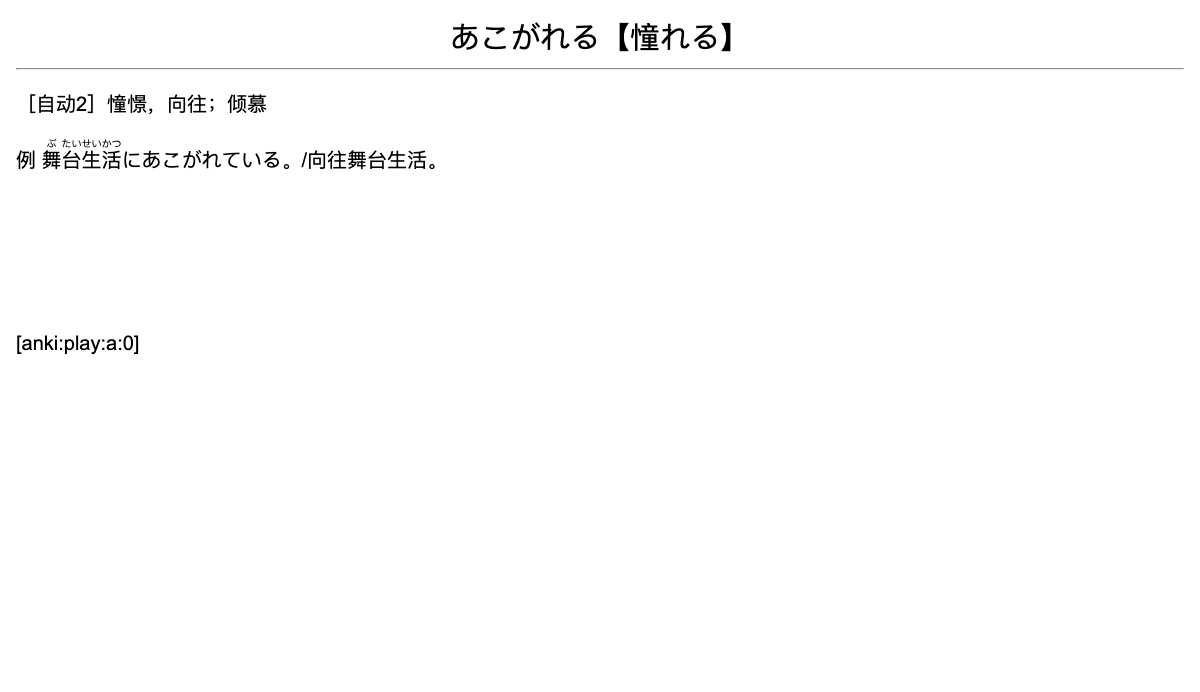 あこがれる【憧れる】
［自动2］憧憬，向往；倾慕
ぶ たいせいかつ
例 舞台生活にあこがれている。/向往舞台生活。
[anki:play:a:0]